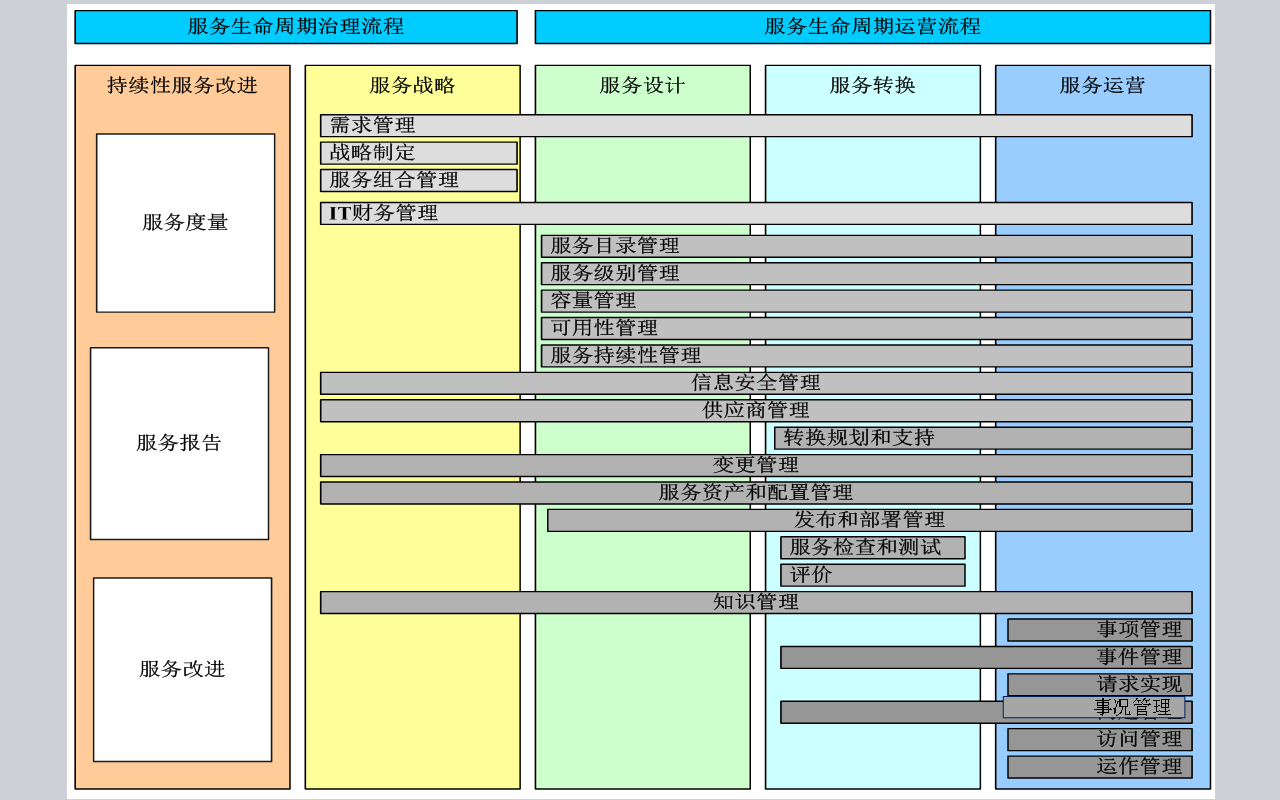 服务生命周期治理流程
服务生命周期运营流程
持续性服务改进
服务战略
服务设计
服务转换
服务运营
需求管理
战略制定
服务组合管理
IT财务管理
服务目录管理
服务级别管理
容量管理
可用性管理
服务持续性管理
信息安全管理
供应商管理
转换规划和支持
变更管理
服务资产和配置管理
发布和部署管理
服务检查和测试
评价
知识管理
事项管理
事件管理
请求实现
事况管理
访问管理
运作管理
服务度量
服务报告
服务改进